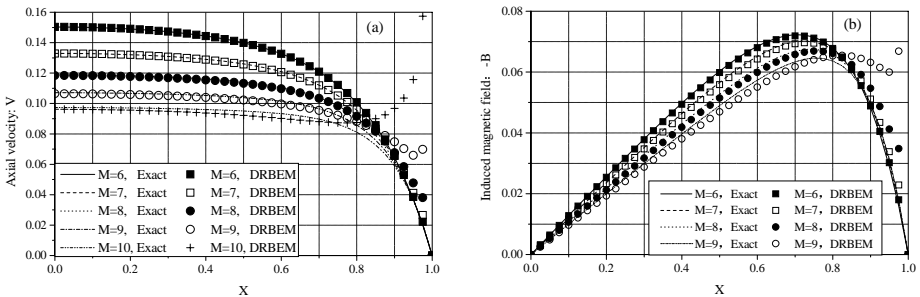 (a)
Axial velocity: V
0.16
0.14
0.12
0.10
0.08
0.06
0.04
0.02
0.00
M=6, Exact M=6, DRBEM
M=7, Exact M=7, DRBEM
M=8, Exact M=8, DRBEM
M=9, Exact M=9, DRBEM
M=10, Exact M=10, DRBEM
0.0 0.2 0.4 0.6 0.8 1.0
X
(b)
Induced magnetic field: -B
0.08
0.06
0.04
0.02
0.00
M=6, Exact M=6, DRBEM
M=7, Exact M=7, DRBEM
M=8, Exact M=8, DRBEM
M=9, Exact M=9, DRBEM
0.0 0.2 0.4 0.6 0.8 1.0
X